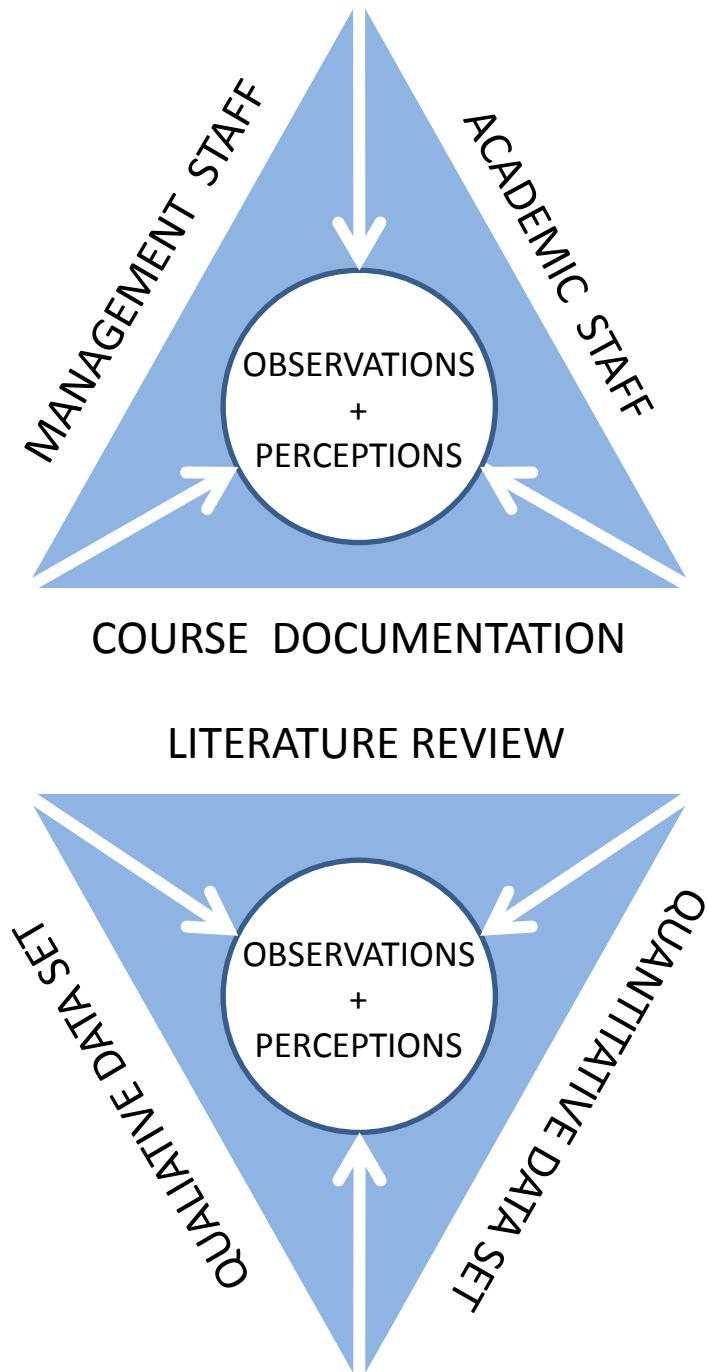 MANAGEMENT STAFF
ACADEMIC STAFF
OBSERVATIONS
+
PERCEPTIONS
COURSE DOCUMENTATION
LITERATURE REVIEW
QUALIATIVE DATA SET
QUANTITATIVE DATA SET
OBSERVATIONS
+
PERCEPTIONS